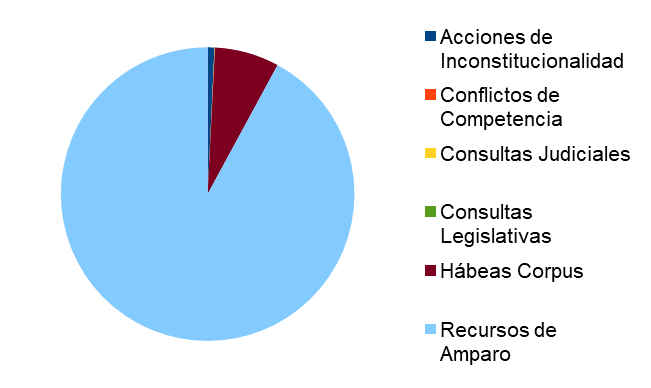 Acciones de
Inconstitucionalidad
Conflictos de
Competencia
Consultas Judiciales
Consultas
Legislativas
Hábeas Corpus
Recursos de
Amparo